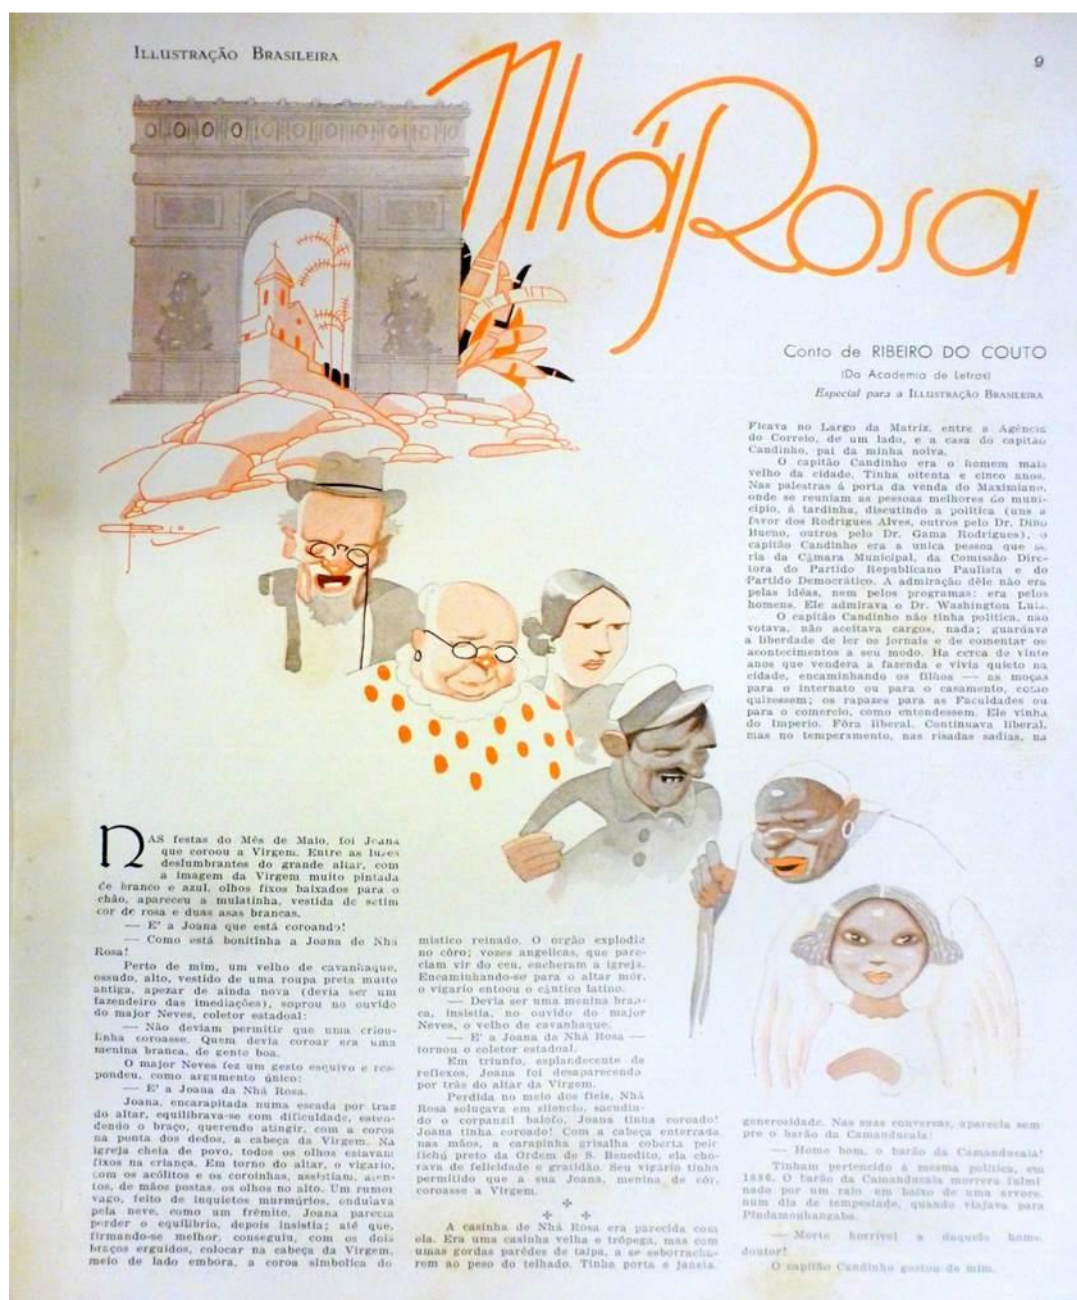 ILLUSTRAÇÃO BRASILEIRA
9
Nhá Rosa
Conto de RIBEIRO DO COUTO
(Da Academia de Letras)
Especial para a ILLUSTRAÇÃO BRASILEIRA
NAS festas do Mês de Maio, foi Joana
que coroou a Virgem. Entre as luzes
deslumbrantes do grande altar, com
a imagem da Virgem muito pintada
de branco e azul, olhos fixos baixados para o
chão, apareceu a mulatinha, vestida de setim
cor de rosa e duas asas brancas.
— E' a Joana que está coroando!
— Como está bonitinha a Joana de Nhá
Rosa!
Perto de mim, um velho de cavanhaque,
ossudo, alto, vestido de uma roupa preta muito
antiga, apezar de ainda nova (devia ser um
fazendeiro das imediações), soprou no ouvido
do major Neves, coletor estadoal:
— Não deviam permitir que uma criou-
linha coroasse. Quem devia coroar era uma
menina branca, de gente boa.
O major Neves fez um gesto esquivo e res-
pondeu, como argumento único:
— E' a Joana da Nhá Rosa.
Joana, encarapitada numa escada por traz
do altar, equilibrava-se com dificuldade, esten-
dendo o braço, querendo atingir, com a coroa
na ponta dos dedos, a cabeça da Virgem. Na
igreja cheia de povo, todos os olhos estavam
fixos na criança. Em torno do altar, o vigario,
com os acólitos e os coroinhas, assistiam, aten-
tos, de mãos postas, os olhos no alto. Um rumor
vago, feito de inquietos murmúrios, ondulava
pela neve, como um frêmito. Joana parecia
perder o equilíbrio, depois insistia; até que,
firmando-se melhor, conseguiu, com os dois
braços erguidos, colocar na cabeça da Virgem,
meio de lado embora, a coroa simbolica do
mistico reinado. O orgão explodiu
no côro; vozes angelicas, que pare-
ciam vir do ceu, encheram a igreja.
Encaminhando-se para o altar mór,
o vigario entoou o cântico latino.
— Devia ser uma menina bran-
ca, insistia, no ouvido do major
Neves, o velho de cavanhaque.
— E' a Joana da Nhá Rosa —
tornou o coletor estadoal.
Em triunfo, esplandecente de
reflexos, Joana foi desaparecendo
por trás do altar da Virgem.
Perdida no meio dos fieis, Nhá
Rosa soluçava em silencio, sacudin-
do o corpanzil balofo. Joana tinha coroado!
Joana tinha coroado! Com a cabeça enterrada
nas mãos, a carapinha grisalha coberta pelo
fichú preto da Ordem de S. Benedito, ela cho-
rava de felicidade e gratidão. Seu vigário tinha
permitido que a sua Joana, menina de côr,
coroasse a Virgem.
A casinha de Nhá Rosa era parecida com
ela. Era uma casinha velha e trôpega, mas com
umas gordas parêdes de taipa, a se esborracha-
rem ao peso do telhado. Tinha porta e janela.
Ficava no Largo da Matriz, entre a Agência
do Correio, de um lado, e a casa do capitão
Candinho, pai da minha noiva.
O capitão Candinho era o homem mais
velho da cidade. Tinha oitenta e cinco anos.
Nas palestras á porta da venda do Maximiano,
onde se reuniam as pessoas melhores do muni-
cipio, á tardinha, discutindo a politica (uns a
favor dos Rodrigues Alves, outros pelo Dr. Dino
Bueno, outros pelo Dr. Gama Rodrigues), o
capitão Candinho era a unica pessoa que se
ria da Câmara Municipal, da Comissão Dire-
tora do Partido Republicano Paulista e do
Partido Democrático. A admiração dêle não era
pelas idéas, nem pelos programas: era pelos
homens. Ele admirava o Dr. Washington Luis.
O capitão Candinho não tinha politica, não
votava, não aceitava cargos, nada; guardava
a liberdade de ler os jornais e de comentar os
acontecimentos a seu modo. Ha cerca de vinte
anos que vendera a fazenda e vivia quieto na
cidade, encaminhando os filhos — as moças
para o internato ou para o casamento, como
quizessem; os rapazes para as Faculdades ou
para o comercio, como entendessem. Ele vinha
do Imperio. Fôra liberal. Continuava liberal,
mas no temperamento, nas risadas sadias, na
generosidade. Nas suas conversas, aparecia sem-
pre o barão da Camanducaia:
— Home bom, o barão da Camanducaia!
Tinham pertencido á mesma politica, em
1886. O barão da Camanducaia morrera fulmi-
nado por um raio em baixo de uma arvore,
num dia de tempestade, quando viajava para
Pindamonhangaba.
— Morte horrivel a daquele home,
doutor!
O capitão Candinho gostou de mim.